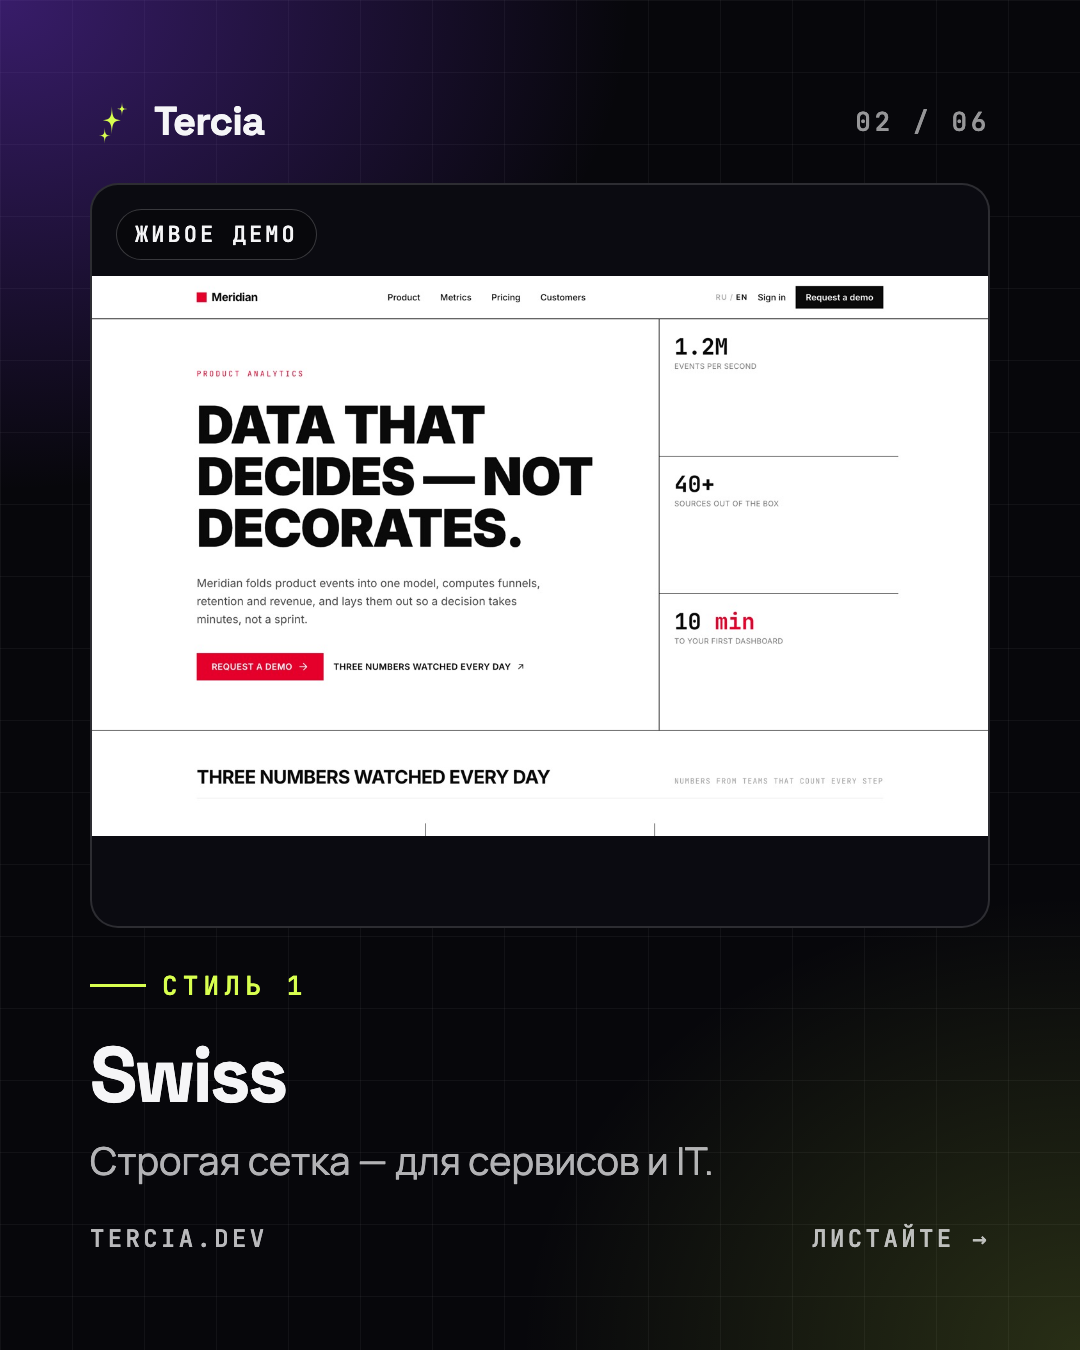 Tercia
02 / 06
ЖИВОЕ ДЕМО
Meridian
Product Metrics Pricing Customers
RU / EN Sign in Request a demo
PRODUCT ANALYTICS
DATA THAT
DECIDES — NOT
DECORATES.
Meridian folds product events into one model, computes funnels,
retention and revenue, and lays them out so a decision takes
minutes, not a sprint.
REQUEST A DEMO →
THREE NUMBERS WATCHED EVERY DAY ↗
1.2M
EVENTS PER SECOND
40+
SOURCES OUT OF THE BOX
10 min
TO YOUR FIRST DASHBOARD
THREE NUMBERS WATCHED EVERY DAY
NUMBERS FROM TEAMS THAT COUNT EVERY STEP
СТИЛЬ 1
Swiss
Строгая сетка — для сервисов и IT.
TERCIA.DEV
ЛИСТАЙТЕ →